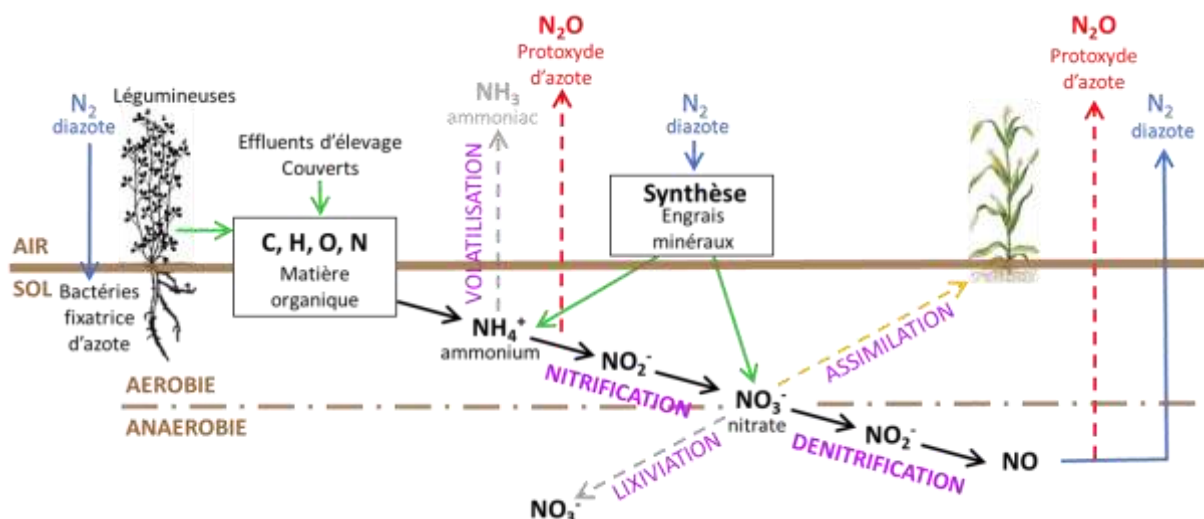 N₂O
Protoxyde
d'azote
N₂O
Protoxyde
d'azote
Légumineuses
N₂
diazote
NH₃
ammoniac
N₂
diazote
N₂
diazote
Effluents d'élevage
Couverts
VOLATILISATION
Synthèse
Engrais
minéraux
C, H, O, N
Matière
organique
AIR
SOL
Bactéries
fixatrice
d'azote
NH₄⁺
ammonium
NO₂⁻
NITRIFICATION
ASSIMILATION
AEROBIE
ANAEROBIE
NO₃⁻
nitrate
NO₂⁻
NO
DENITRIFICATION
LIXIVIATION
NO₃⁻